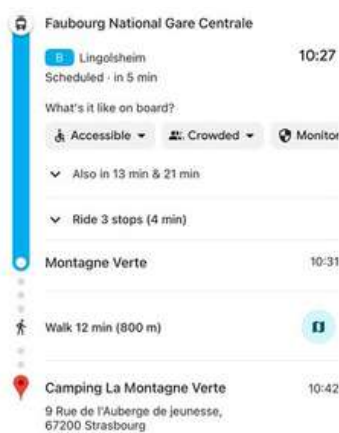 Faubourg National Gare Centrale
B Lingolsheim 10:27
Scheduled · in 5 min
What's it like on board?
Accessible Crowded Monitor
Also in 13 min & 21 min
Ride 3 stops (4 min)
Montagne Verte 10:31
Walk 12 min (800 m)
Camping La Montagne Verte 10:42
9 Rue de l'Auberge de jeunesse,
67200 Strasbourg